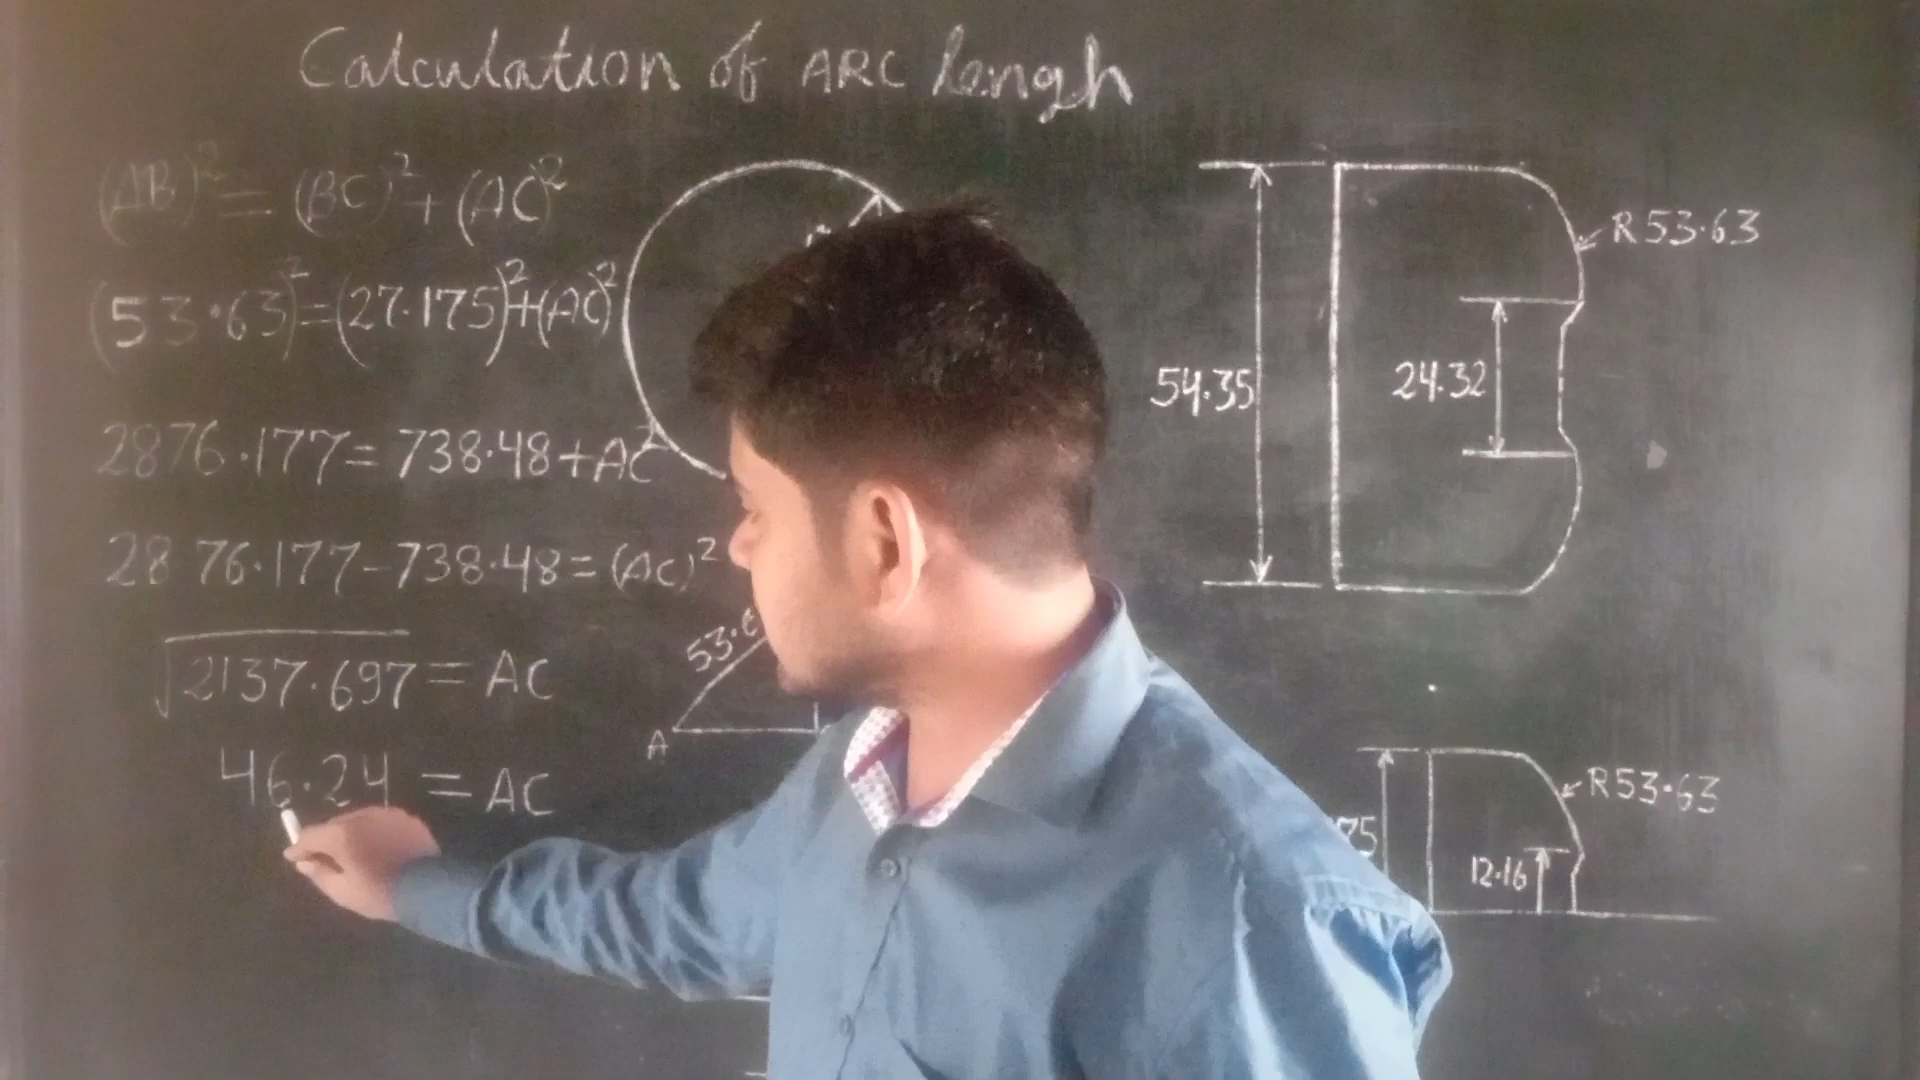 Calculation of ARC lengh
(AB)² = (BC)² + (AC)²
(53.63)² = (27.175)² + (AC)²
2876.177 = 738.48 + AC²
2876.177 - 738.48 = (AC)²
√2137.697 = AC
46.24 = AC
A
R53.63
54.35
24.32
R53.63
12.16